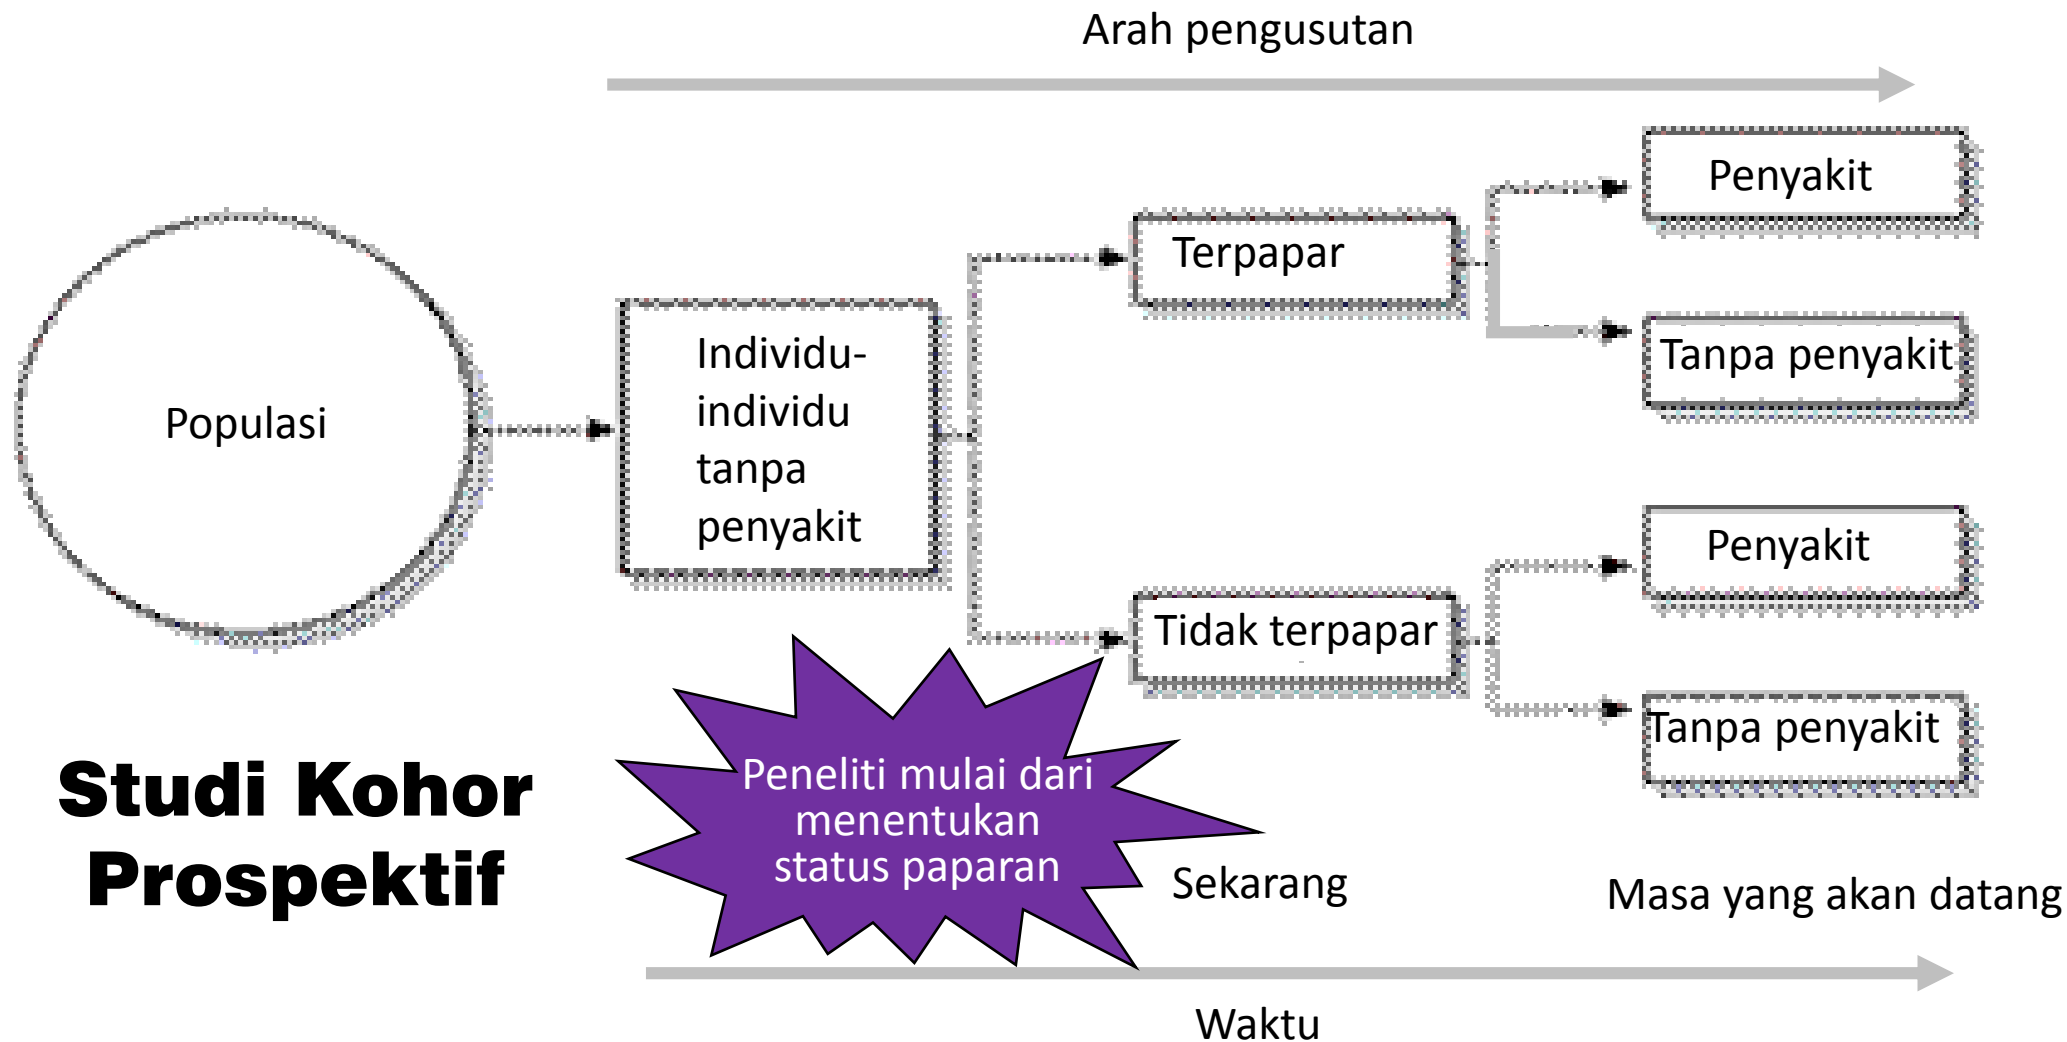 Arah pengusutan
Populasi
Individu-
individu
tanpa
penyakit
Terpapar
Tidak terpapar
Penyakit
Tanpa penyakit
Penyakit
Tanpa penyakit
Studi Kohor
Prospektif
Peneliti mulai dari
menentukan
status paparan
Sekarang
Masa yang akan datang
Waktu